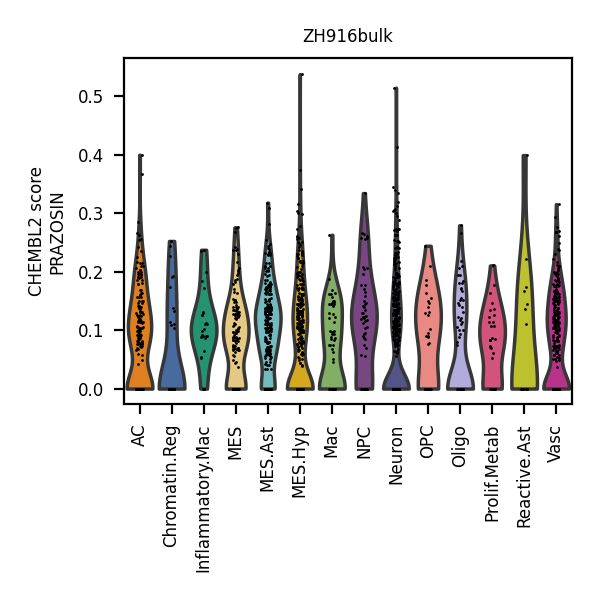 ZH916bulk
CHEMBL2 score
PRAZOSIN
0.5
0.4
0.3
0.2
0.1
0.0
AC
Chromatin.Reg
Inflammatory.Mac
MES
MES.Ast
MES.Hyp
Mac
NPC
Neuron
OPC
Oligo
Prolif.Metab
Reactive.Ast
Vasc